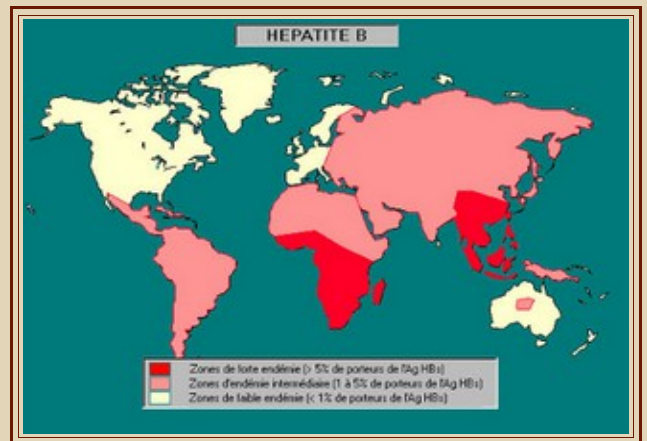 HEPATITE B
Zones de forte endémie (> 5% de porteurs de l'Ag HBs)
Zones d'endémie intermédiaire (1 à 5% de porteurs de l'Ag HBs)
Zones de faible endémie (< 1% de porteurs de l'Ag HBs)